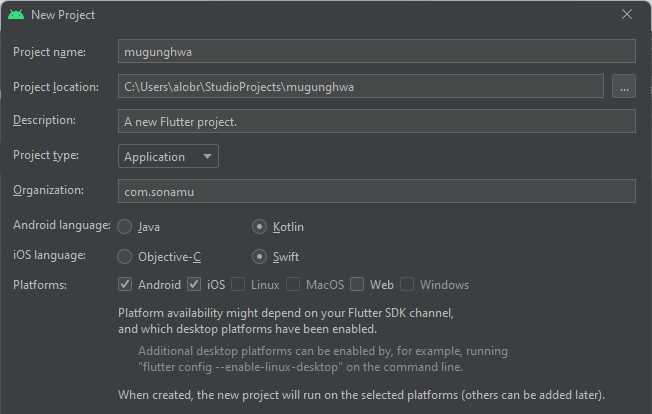 New Project
Project name: mugunghwa
Project location: C:\Users\alobr\StudioProjects\mugunghwa ...
Description: A new Flutter project.
Project type: Application
Organization: com.sonamu
Android language: Java Kotlin
iOS language: Objective-C Swift
Platforms: Android iOS Linux MacOS Web Windows
Platform availability might depend on your Flutter SDK channel,
and which desktop platforms have been enabled.
Additional desktop platforms can be enabled by, for example, running
"flutter config --enable-linux-desktop" on the command line.
When created, the new project will run on the selected platforms (others can be added later).